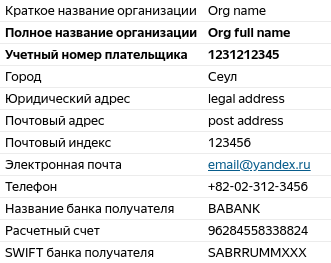 Краткое название организации Org name
Полное название организации Org full name
Учетный номер плательщика 1231212345
Город Сеул
Юридический адрес legal address
Почтовый адрес post address
Почтовый индекс 123456
Электронная почта email@yandex.ru
Телефон +82-02-312-3456
Название банка получателя BABANK
Расчетный счет 96284558338824
SWIFT банка получателя SABRRUMMXXX